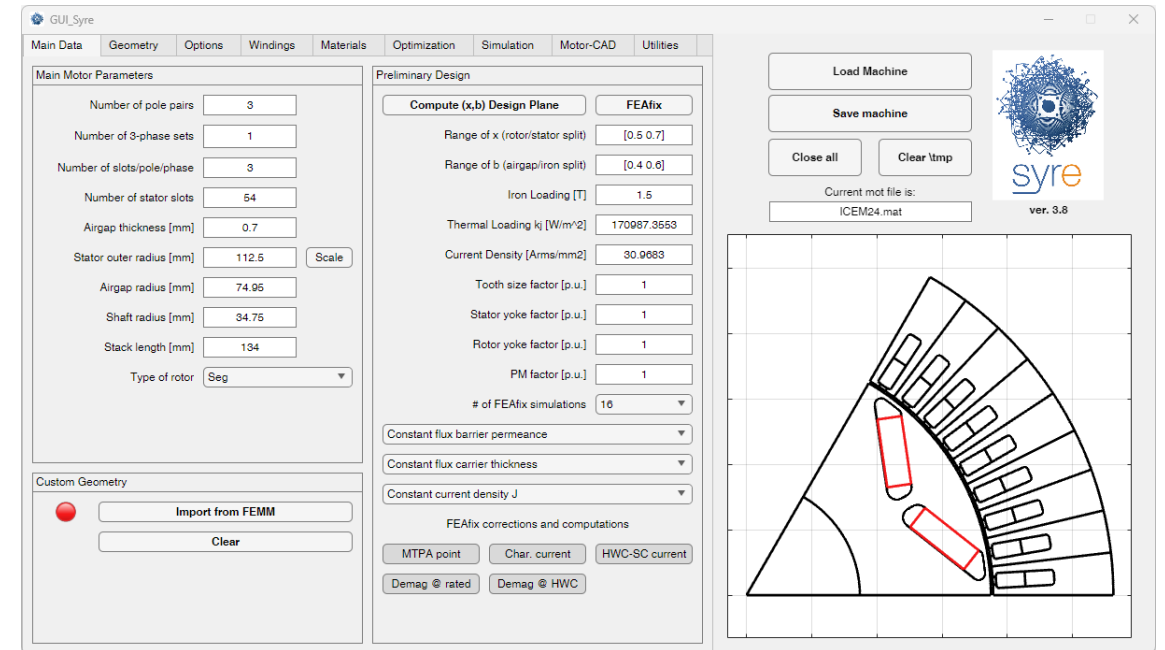 GUI_Syre
Main Data Geometry Options Windings Materials Optimization Simulation Motor-CAD Utilities
Main Motor Parameters
Number of pole pairs 3
Number of 3-phase sets 1
Number of slots/pole/phase 3
Number of stator slots 54
Airgap thickness [mm] 0.7
Stator outer radius [mm] 112.5 Scale
Airgap radius [mm] 74.95
Shaft radius [mm] 34.75
Stack length [mm] 134
Type of rotor Seg
Custom Geometry
Import from FEMM
Clear
Preliminary Design
Compute (x,b) Design Plane FEAfix
Range of x (rotor/stator split) [0.5 0.7]
Range of b (airgap/iron split) [0.4 0.6]
Iron Loading [T] 1.5
Thermal Loading kj [W/m^2] 170987.3553
Current Density [Arms/mm2] 30.9683
Tooth size factor [p.u.] 1
Stator yoke factor [p.u.] 1
Rotor yoke factor [p.u.] 1
PM factor [p.u.] 1
# of FEAfix simulations 16
Constant flux barrier permeance
Constant flux carrier thickness
Constant current density J
FEAfix corrections and computations
MTPA point Char. current HWC-SC current
Demag @ rated Demag @ HWC
Load Machine
Save machine
Close all Clear \tmp
Current mot file is:
ICEM24.mat
syre
ver. 3.8